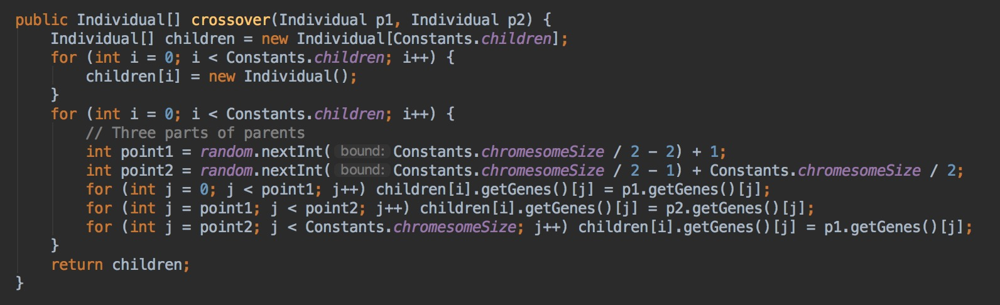 public Individual[] crossover(Individual p1, Individual p2) {
    Individual[] children = new Individual[Constants.children];
    for (int i = 0; i < Constants.children; i++) {
        children[i] = new Individual();
    }
    for (int i = 0; i < Constants.children; i++) {
        // Three parts of parents
        int point1 = random.nextInt( bound: Constants.chromesomeSize / 2 - 2) + 1;
        int point2 = random.nextInt( bound: Constants.chromesomeSize / 2 - 1) + Constants.chromesomeSize / 2;
        for (int j = 0; j < point1; j++) children[i].getGenes()[j] = p1.getGenes()[j];
        for (int j = point1; j < point2; j++) children[i].getGenes()[j] = p2.getGenes()[j];
        for (int j = point2; j < Constants.chromesomeSize; j++) children[i].getGenes()[j] = p1.getGenes()[j];
    }
    return children;
}